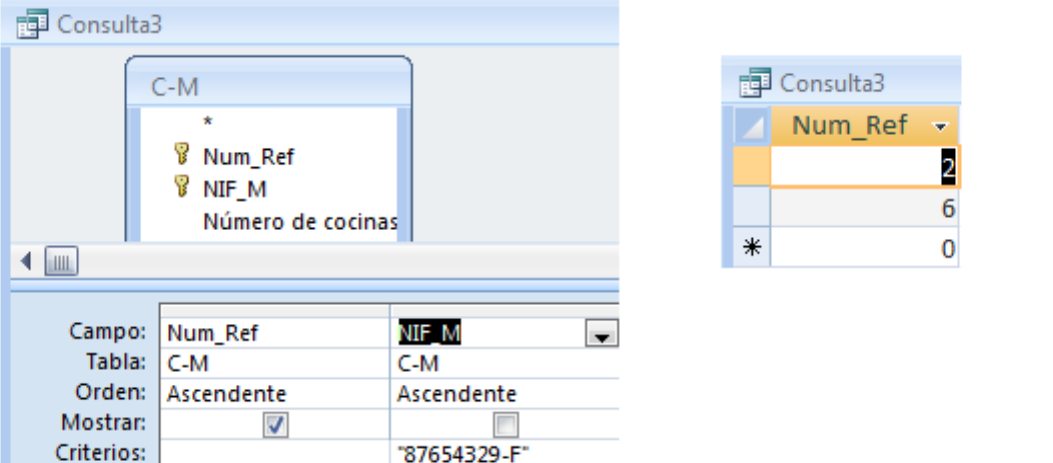 Consulta3
C-M
*
Num_Ref
NIF_M
Número de cocinas
Campo: Num_Ref NIF_M
Tabla: C-M C-M
Orden: Ascendente Ascendente
Mostrar:
Criterios: "87654329-F"
Consulta3
Num_Ref
2
6
* 0